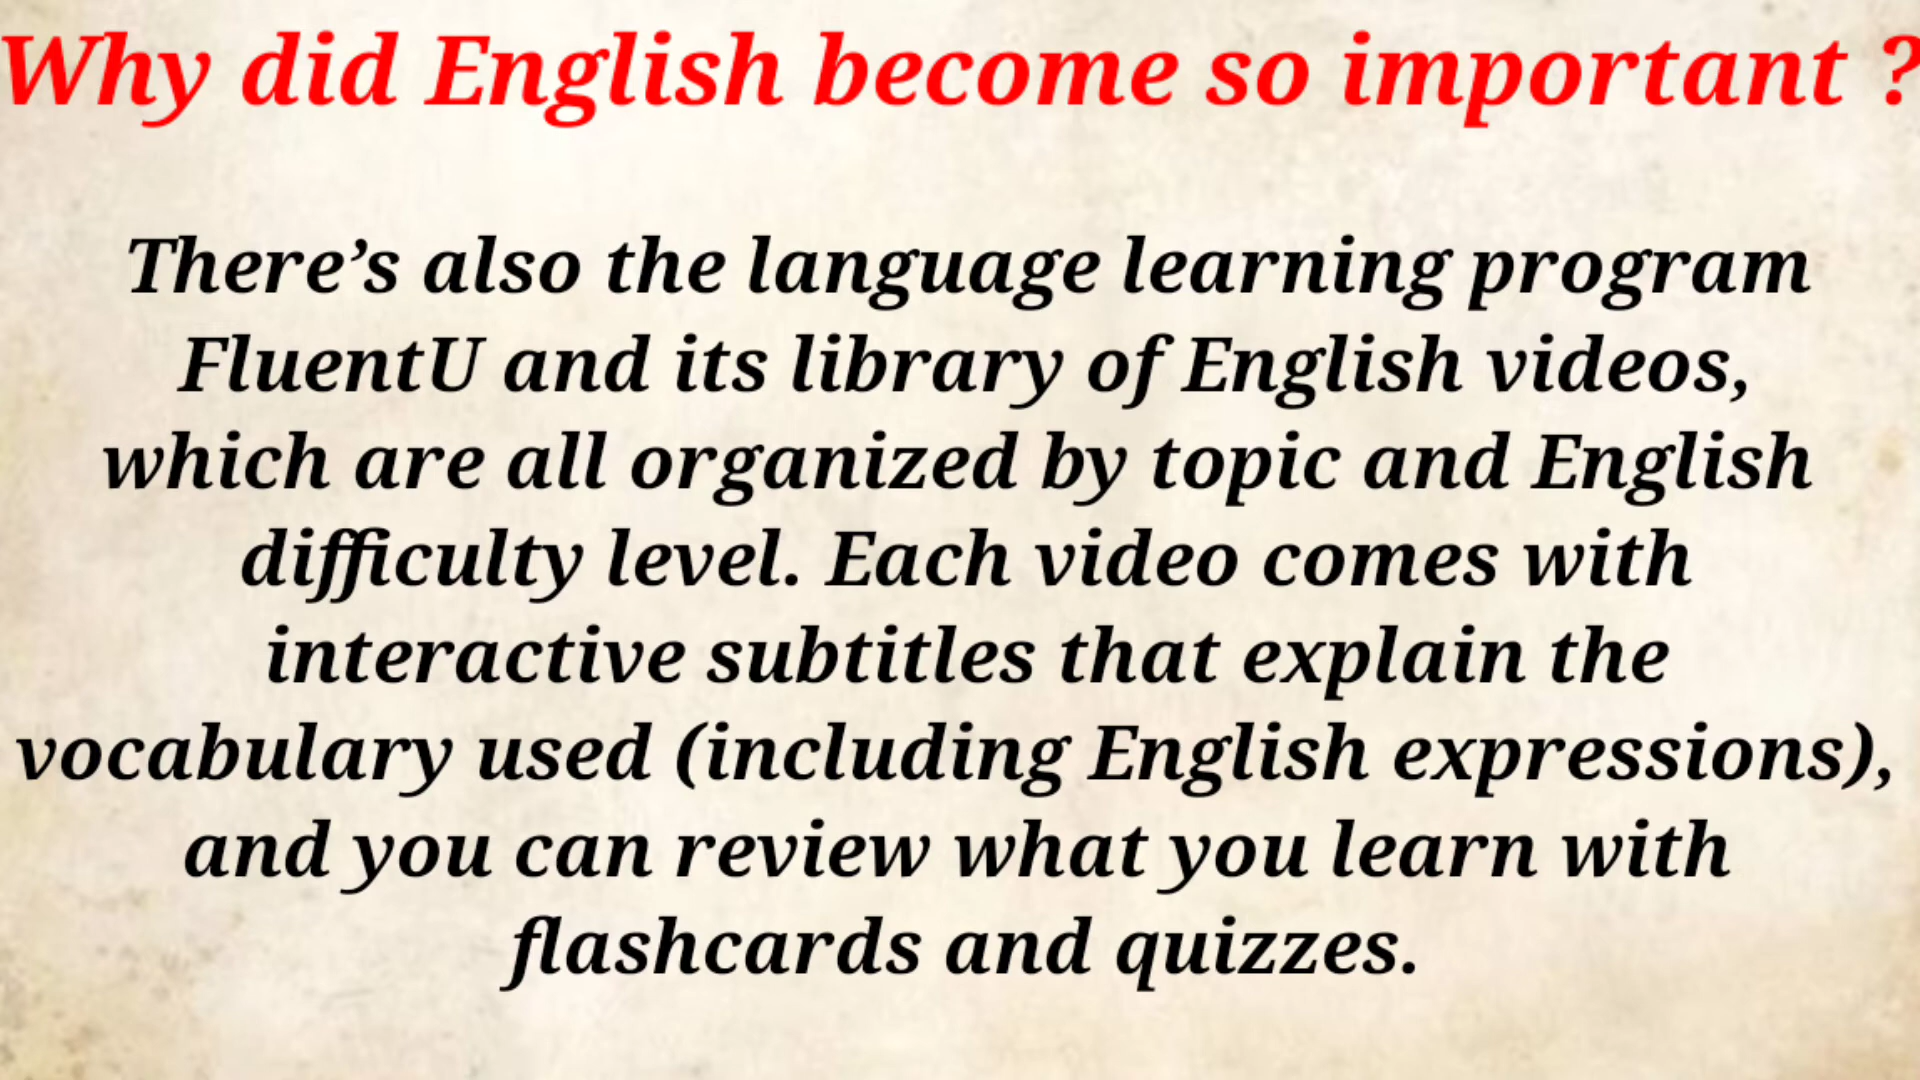 Why did English become so important ?
There’s also the language learning program
FluentU and its library of English videos,
which are all organized by topic and English
difficulty level. Each video comes with
interactive subtitles that explain the
vocabulary used (including English expressions),
and you can review what you learn with
flashcards and quizzes.